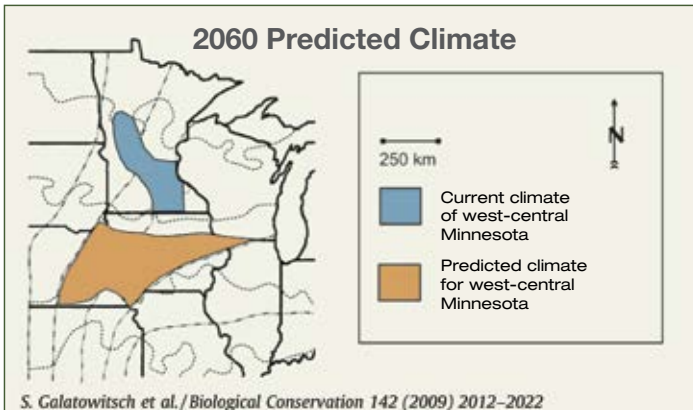 2060 Predicted Climate
250 km
N
Current climate
of west-central
Minnesota
Predicted climate
for west-central
Minnesota
S. Galatowitsch et al. / Biological Conservation 142 (2009) 2012–2022